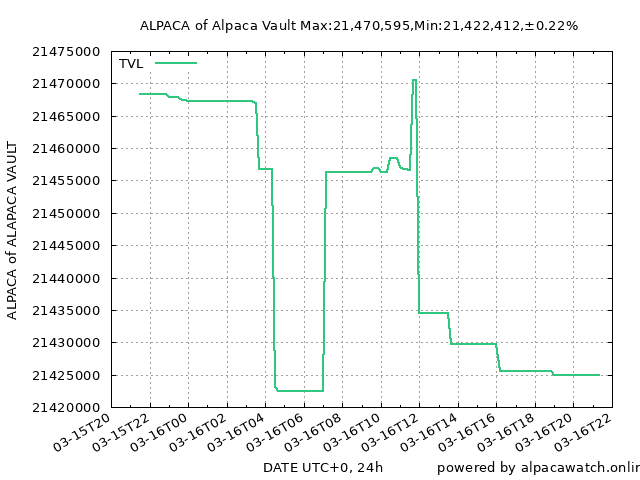 ALPACA of Alpaca Vault Max:21,470,595,Min:21,422,412,±0.22%
TVL
ALPACA of ALAPACA VAULT
21475000
21470000
21465000
21460000
21455000
21450000
21445000
21440000
21435000
21430000
21425000
21420000
03-15T20
03-15T22
03-16T00
03-16T02
03-16T04
03-16T06
03-16T08
03-16T10
03-16T12
03-16T14
03-16T16
03-16T18
03-16T20
03-16T22
DATE UTC+0, 24h
powered by alpacawatch.onlin